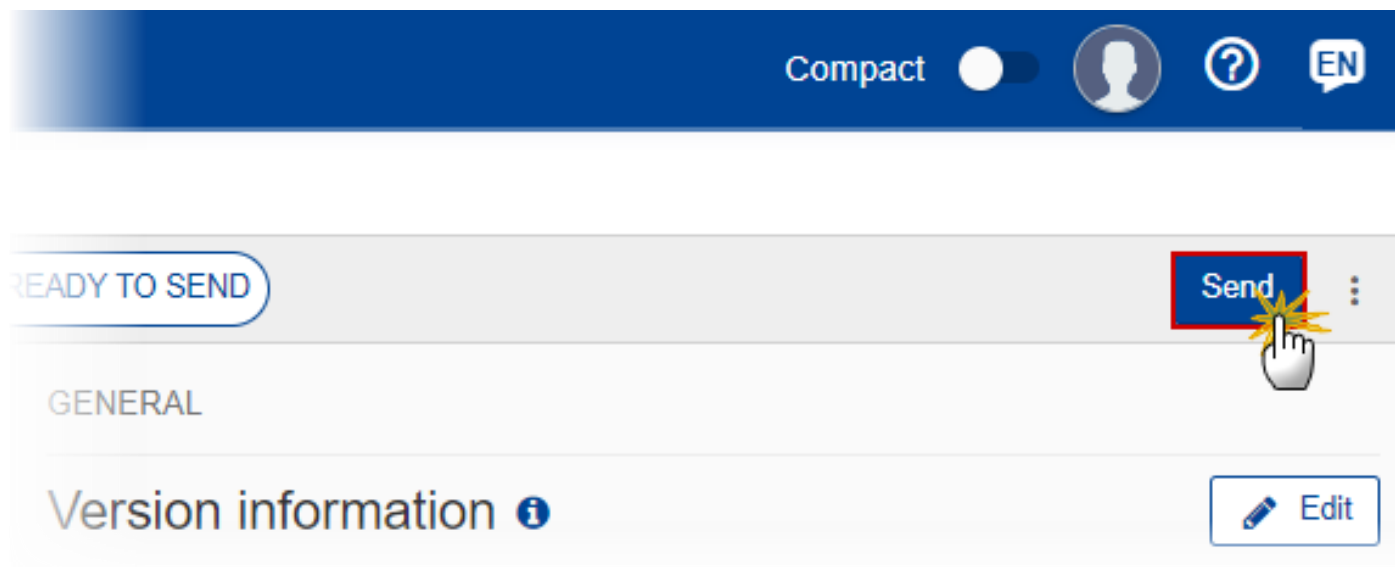 Compact
EN
READY TO SEND
Send
GENERAL
Version information
Edit